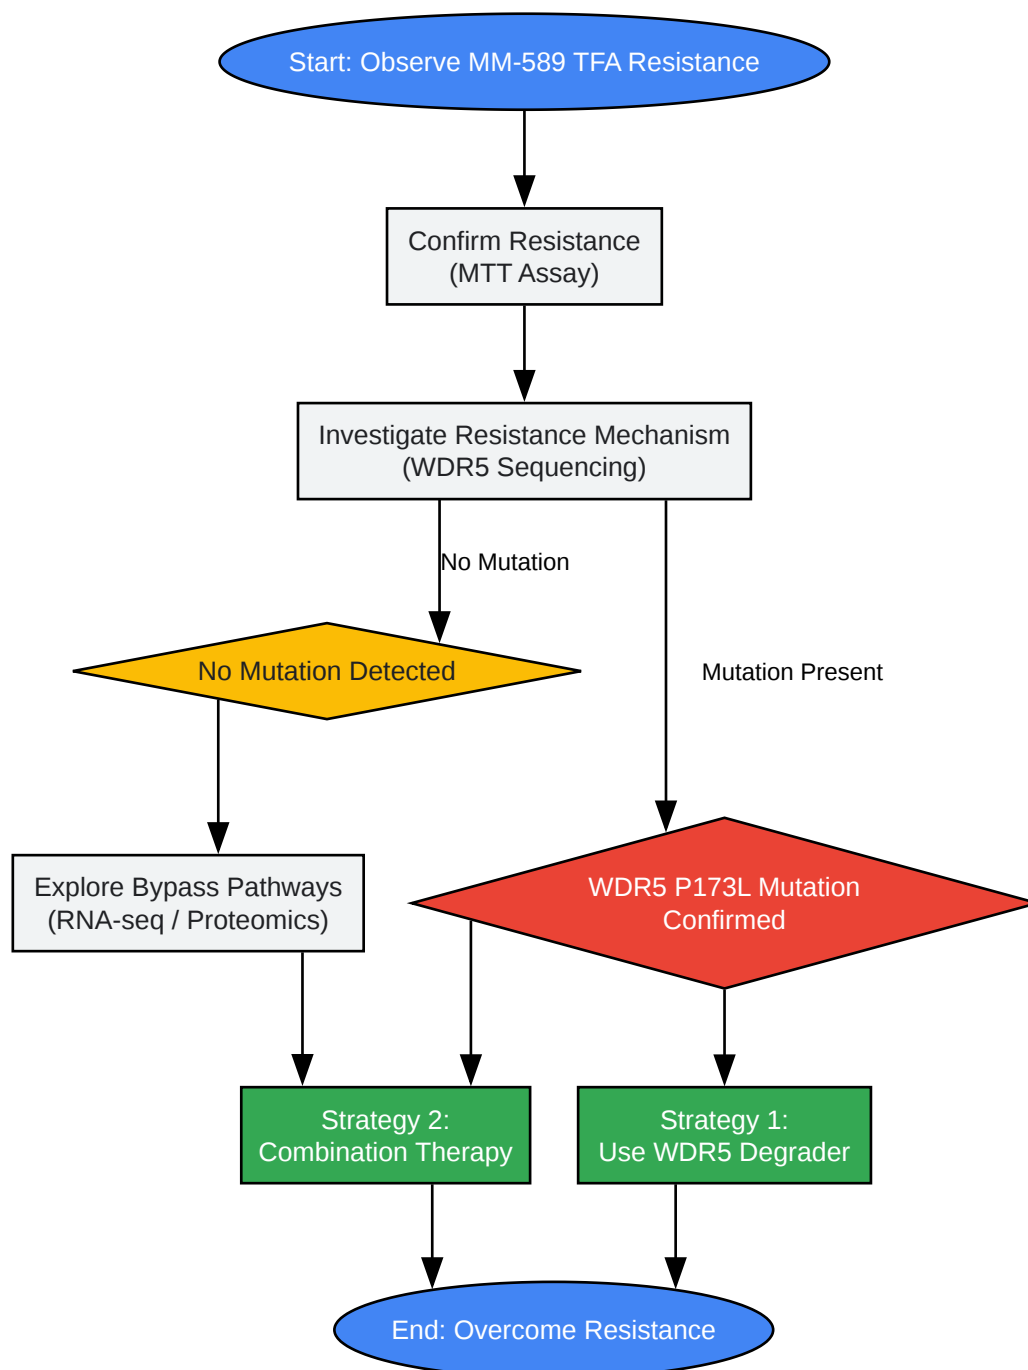 Start: Observe MM-589 TFA Resistance
Confirm Resistance
(MTT Assay)
Investigate Resistance Mechanism
(WDR5 Sequencing)
No Mutation
No Mutation Detected
Mutation Present
Explore Bypass Pathways
(RNA-seq / Proteomics)
WDR5 P173L Mutation
Confirmed
Strategy 2:
Combination Therapy
Strategy 1:
Use WDR5 Degrader
End: Overcome Resistance